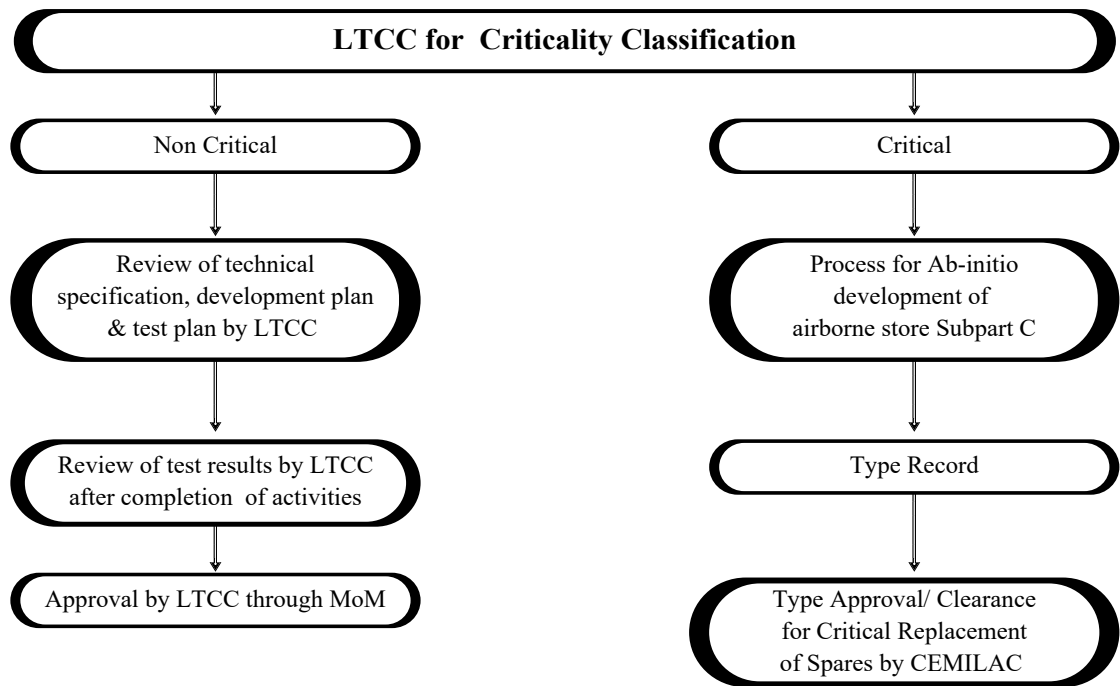 LTCC for Criticality Classification
Non Critical
Critical
Review of technical
specification, development plan
& test plan by LTCC
Process for Ab-initio
development of
airborne store Subpart C
Review of test results by LTCC
after completion of activities
Type Record
Approval by LTCC through MoM
Type Approval/ Clearance
for Critical Replacement
of Spares by CEMILAC